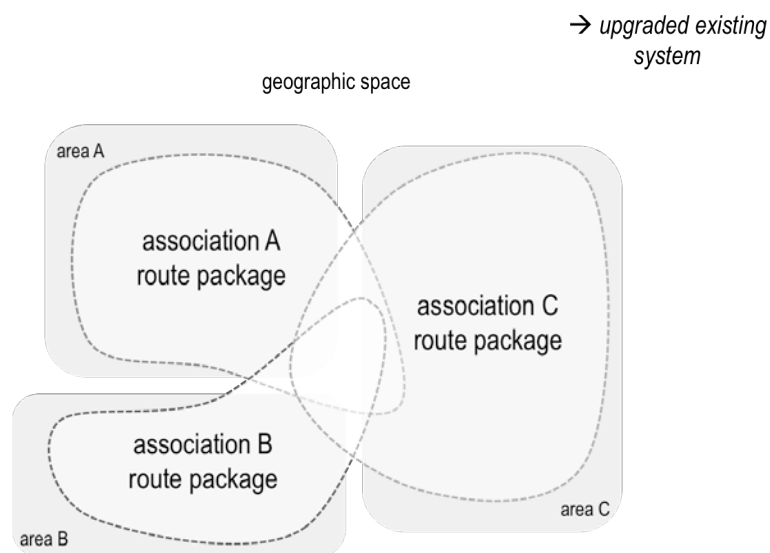 → upgraded existing
system
geographic space
area A
association A
route package
association C
route package
association B
route package
area C
area B